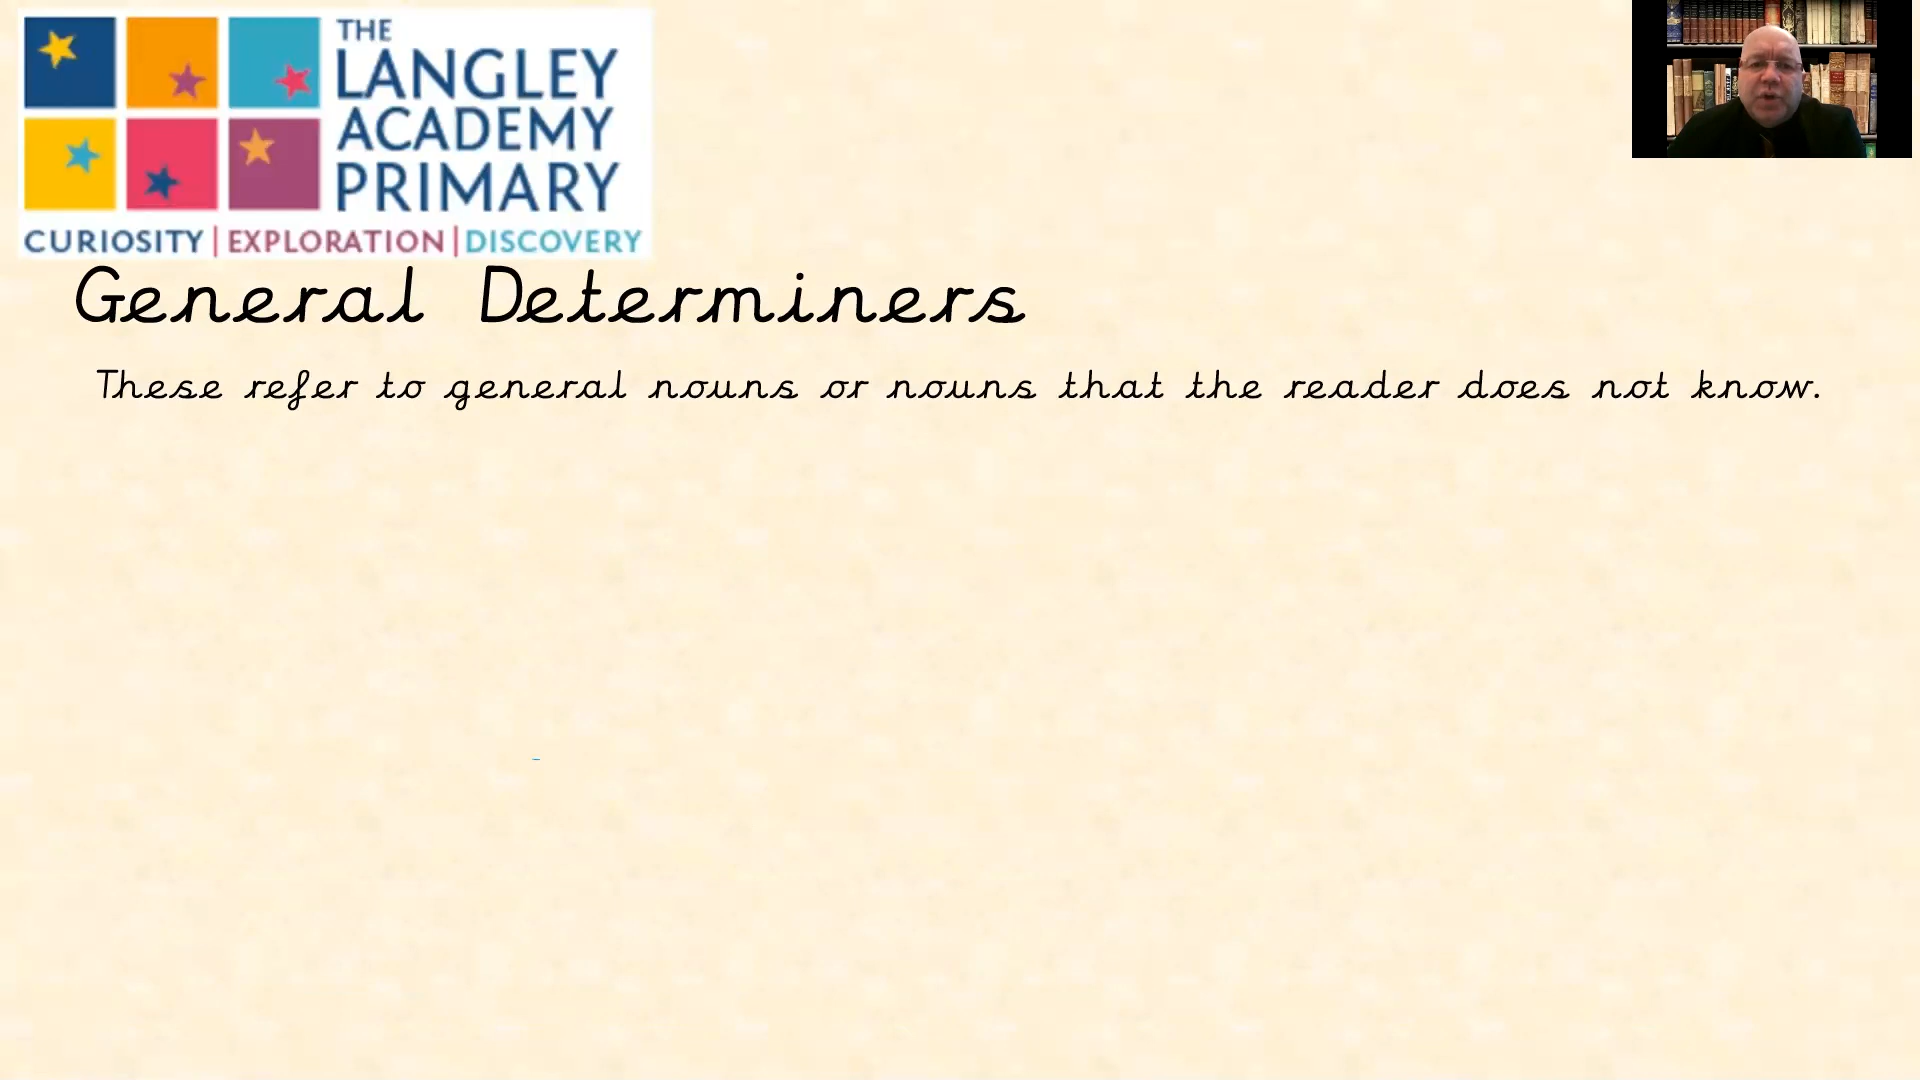 THE
LANGLEY
ACADEMY
PRIMARY
CURIOSITY | EXPLORATION | DISCOVERY
General Determiners
These refer to general nouns or nouns that the reader does not know.